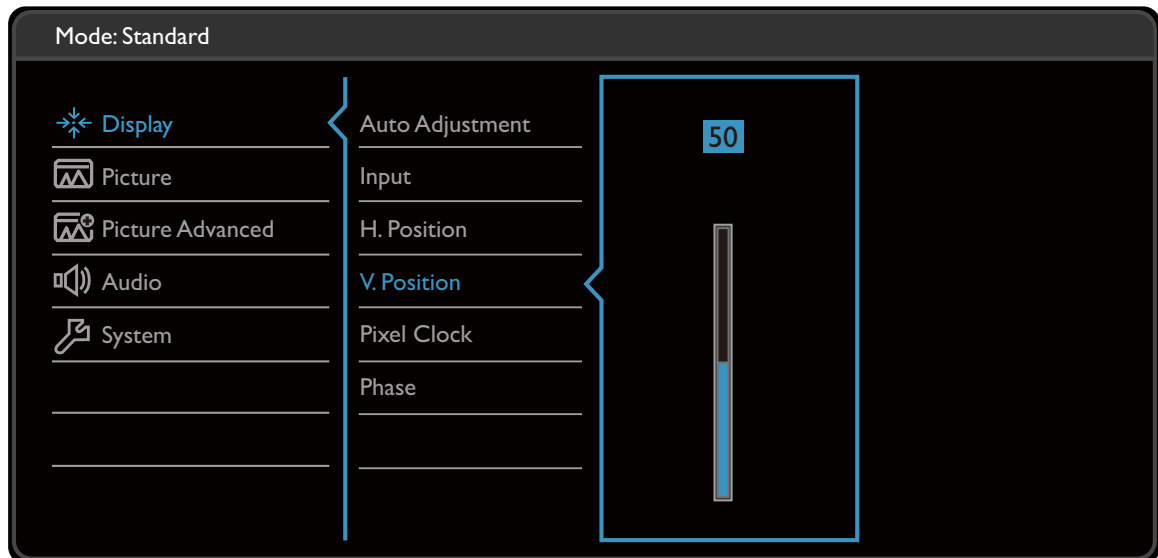 Mode: Standard
Display
Picture
Picture Advanced
Audio
System
Auto Adjustment
Input
H. Position
V. Position
Pixel Clock
Phase
50